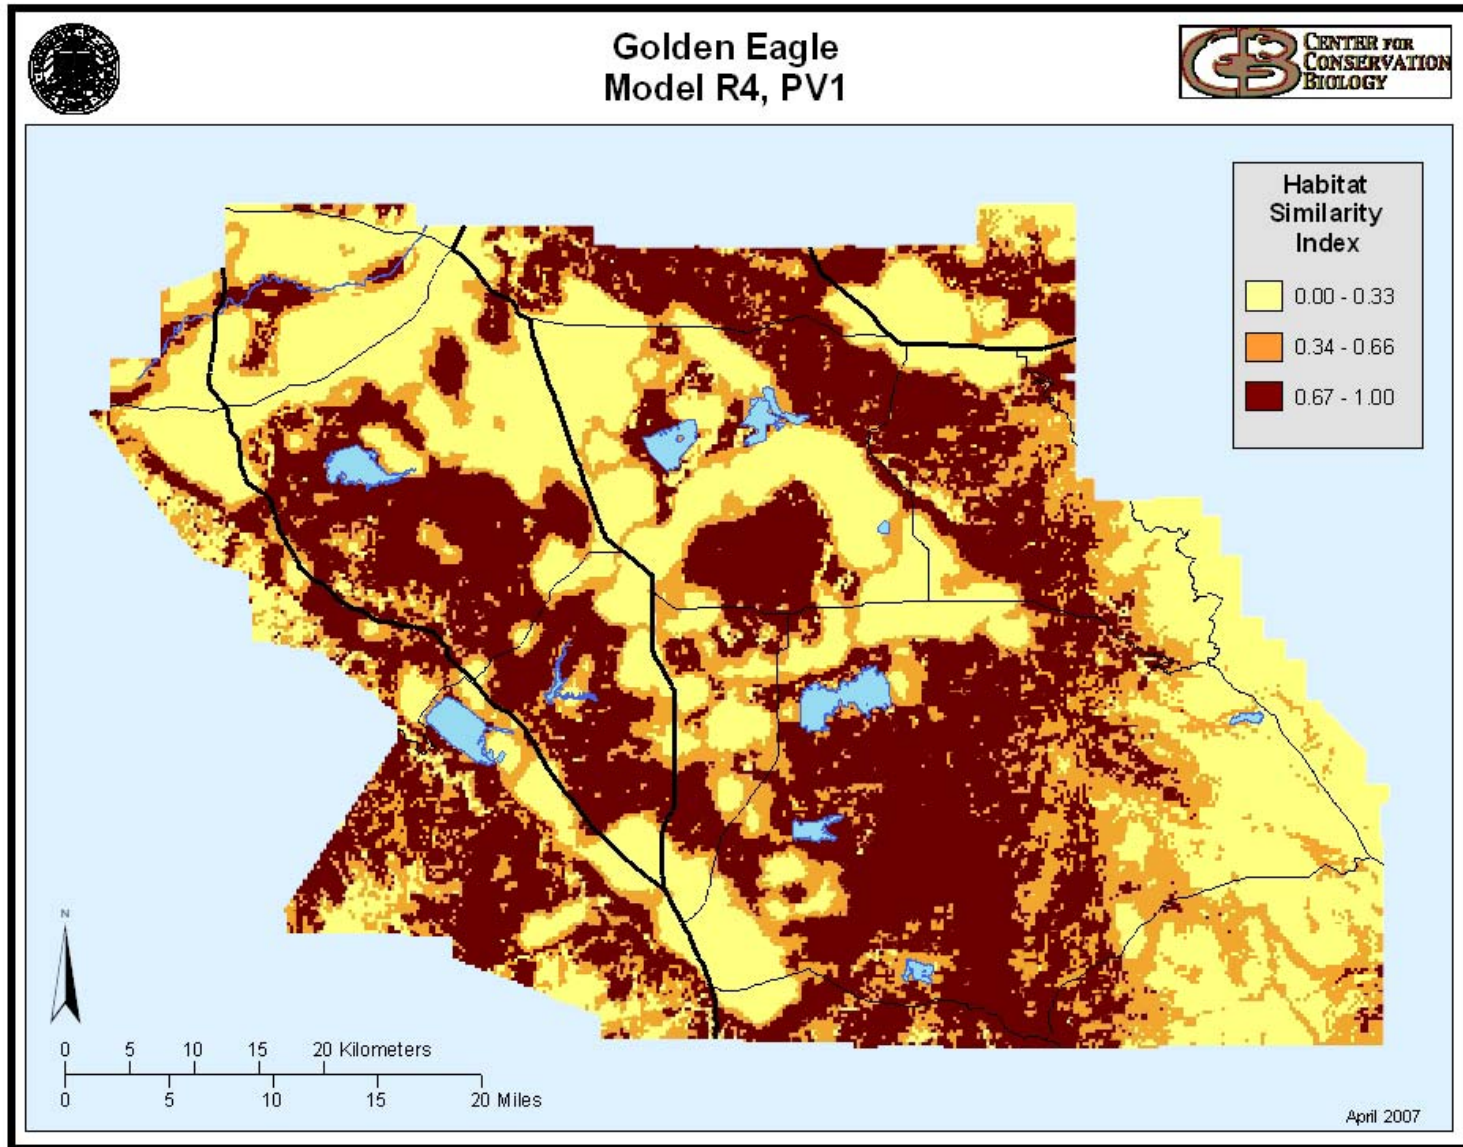 Golden Eagle
Model R4, PV1
CENTER FOR
CONSERVATION
BIOLOGY
Habitat
Similarity
Index
0.00 - 0.33
0.34 - 0.66
0.67 - 1.00
N
0 5 10 15 20 Kilometers
0 5 10 15 20 Miles
April 2007